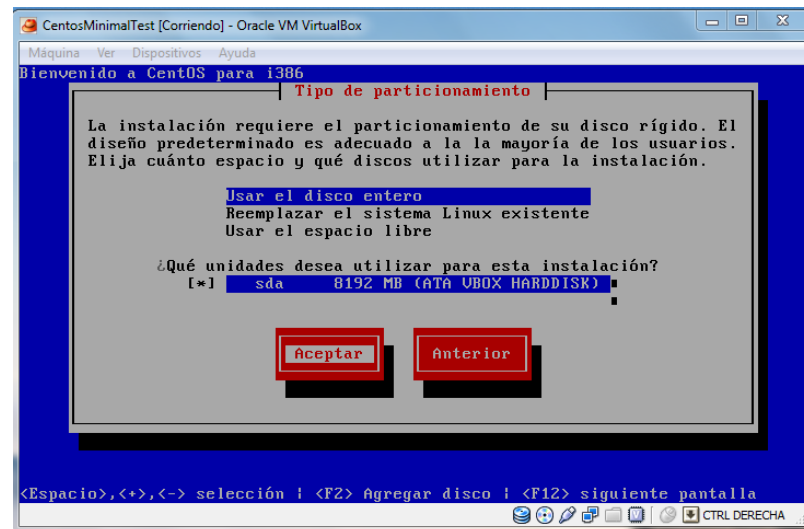 CentosMinimalTest [Corriendo] - Oracle VM VirtualBox
Máquina Ver Dispositivos Ayuda
Bienvenido a CentOS para i386
Tipo de particionamiento
La instalación requiere el particionamiento de su disco rígido. El
diseño predeterminado es adecuado a la la mayoría de los usuarios.
Elija cuánto espacio y qué discos utilizar para la instalación.
Usar el disco entero
Reemplazar el sistema Linux existente
Usar el espacio libre
¿Qué unidades desea utilizar para esta instalación?
[*] sda 8192 MB (ATA VBOX HARDDISK)
Aceptar Anterior
<Espacio>,<+>,<-> selección | <F2> Agregar disco | <F12> siguiente pantalla
CTRL DERECHA